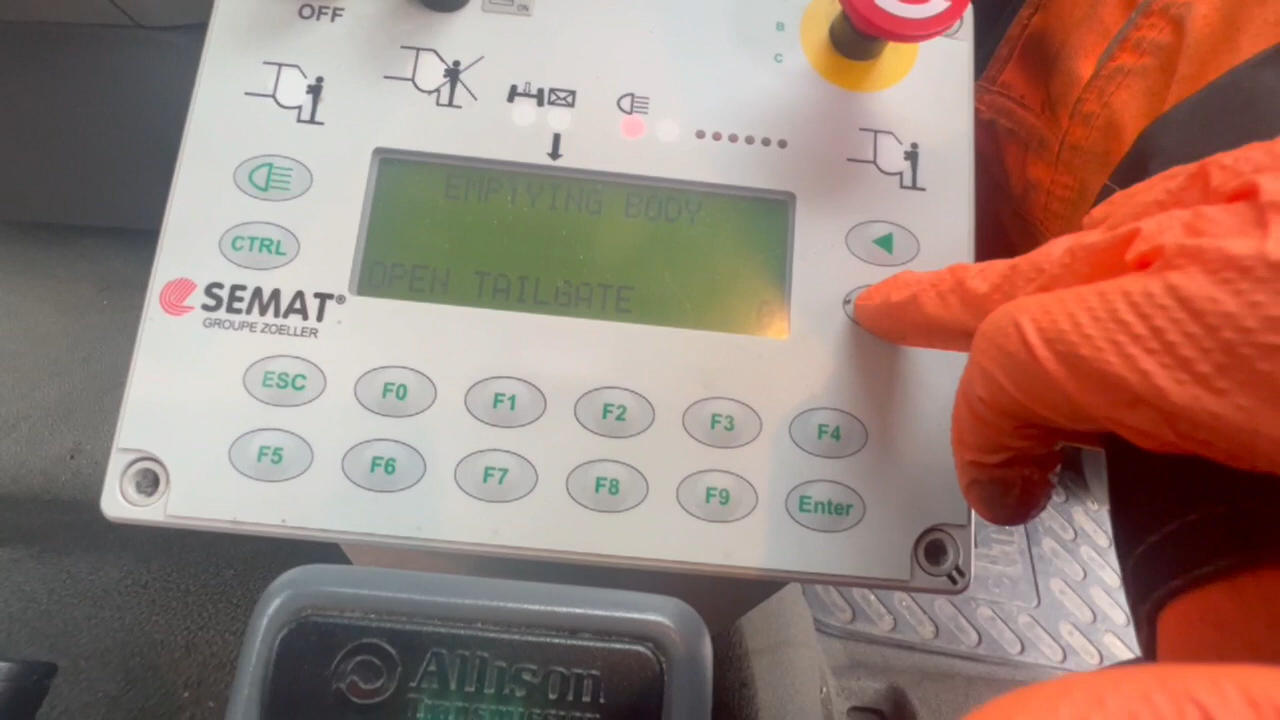 OFF
ON
B
C
EMPTYING BODY
OPEN TAILGATE
CTRL
SEMAT®
GROUPE ZOELLER
ESC
F0
F1
F2
F3
F4
F5
F6
F7
F8
F9
Enter
Allison